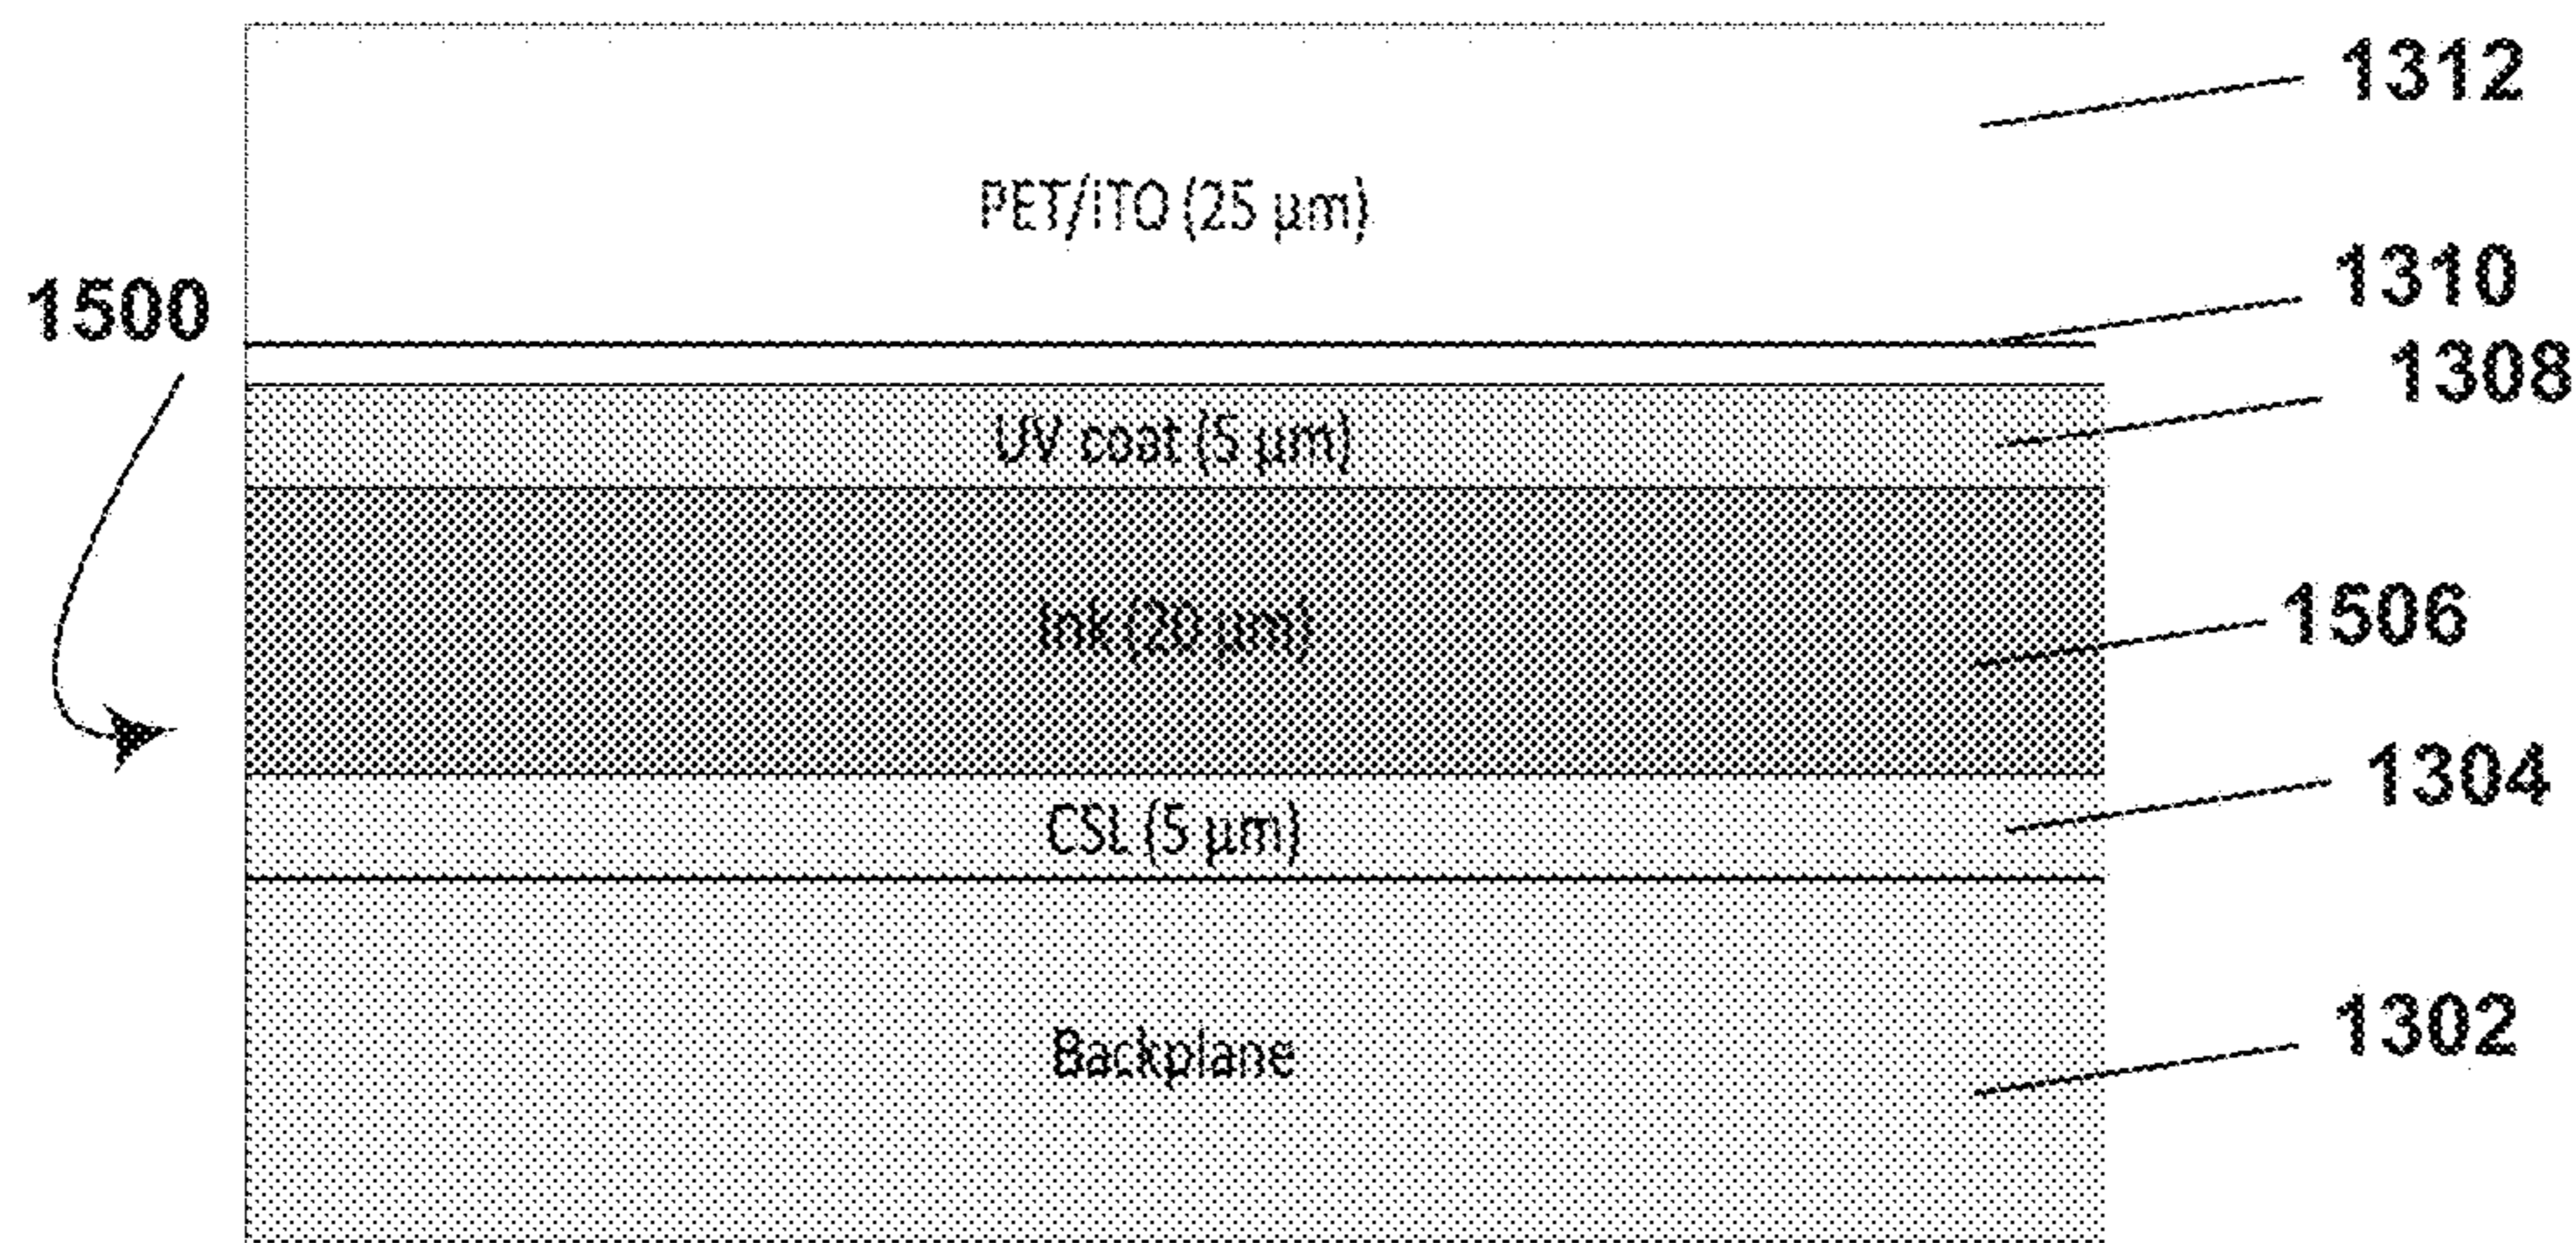 1312
PET/ITO (25 µm)
1310
1500
1308
UV coat (5 µm)
1506
Ink (20 µm)
1304
CSL (5 µm)
1302
Backplane